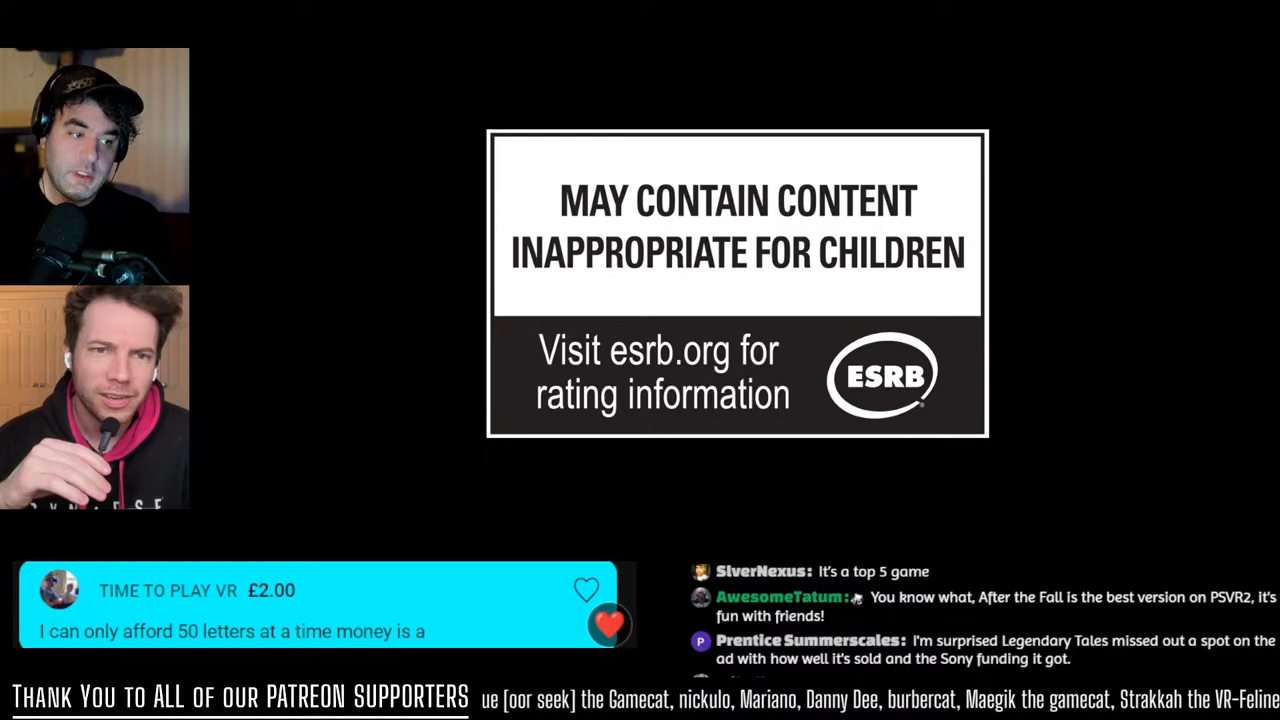 MAY CONTAIN CONTENT
INAPPROPRIATE FOR CHILDREN
Visit esrb.org for
rating information
ESRB
TIME TO PLAY VR £2.00
I can only afford 50 letters at a time money is a
SlverNexus: It's a top 5 game
AwesomeTatum: You know what, After the Fall is the best version on PSVR2, it's
fun with friends!
Prentice Summerscales: I'm surprised Legendary Tales missed out a spot on the
ad with how well it's sold and the Sony funding it got.
THANK YOU TO ALL OF OUR PATREON SUPPORTERS
ue [oor seek] the Gamecat, nickulo, Mariano, Danny Dee, burbercat, Maegik the gamecat, Strakkah the VR-Feline